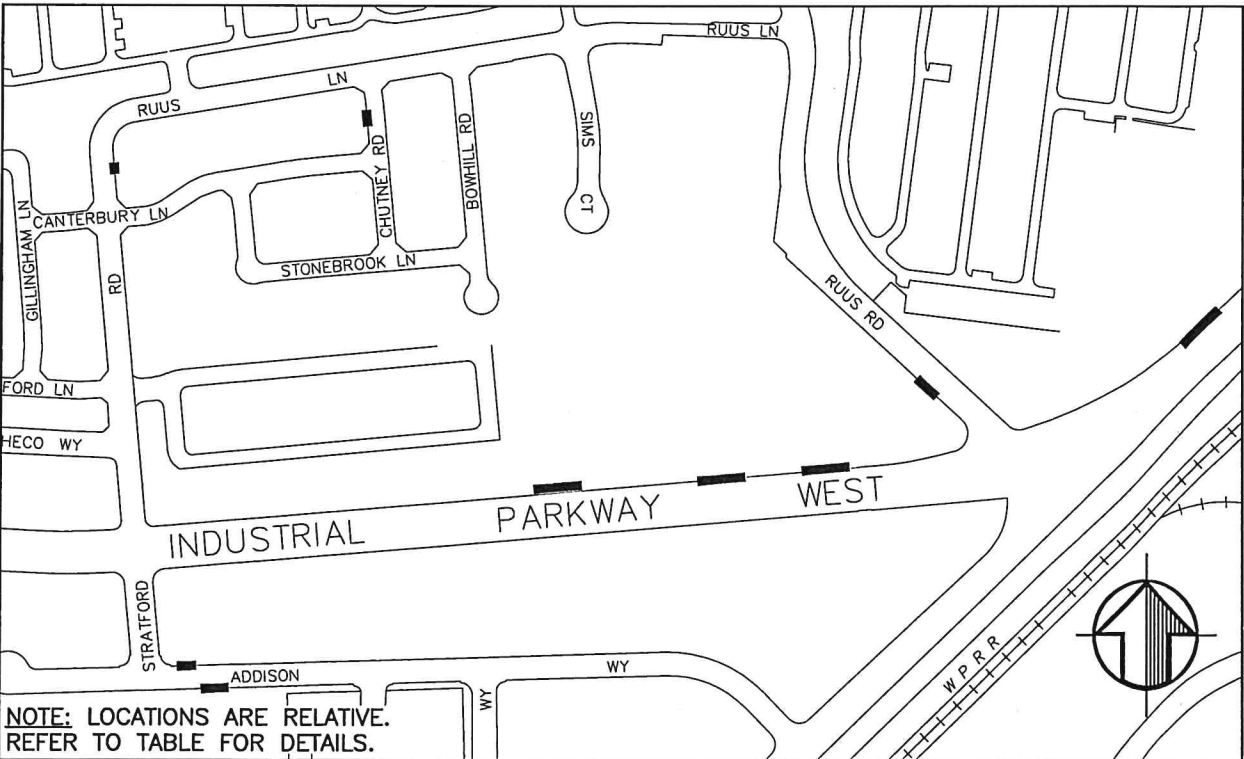 RUUS LN
RUUS LN
SIMS CT
CHUTNEY RD
BOWHILL RD
GILLINGHAM LN
CANTERBURY LN
STONEBROOK LN
RD
RUUS RD
FORD LN
HECO WY
INDUSTRIAL PARKWAY WEST
STRATFORD
ADDISON WY
WY
WPRR
NOTE: LOCATIONS ARE RELATIVE.
REFER TO TABLE FOR DETAILS.